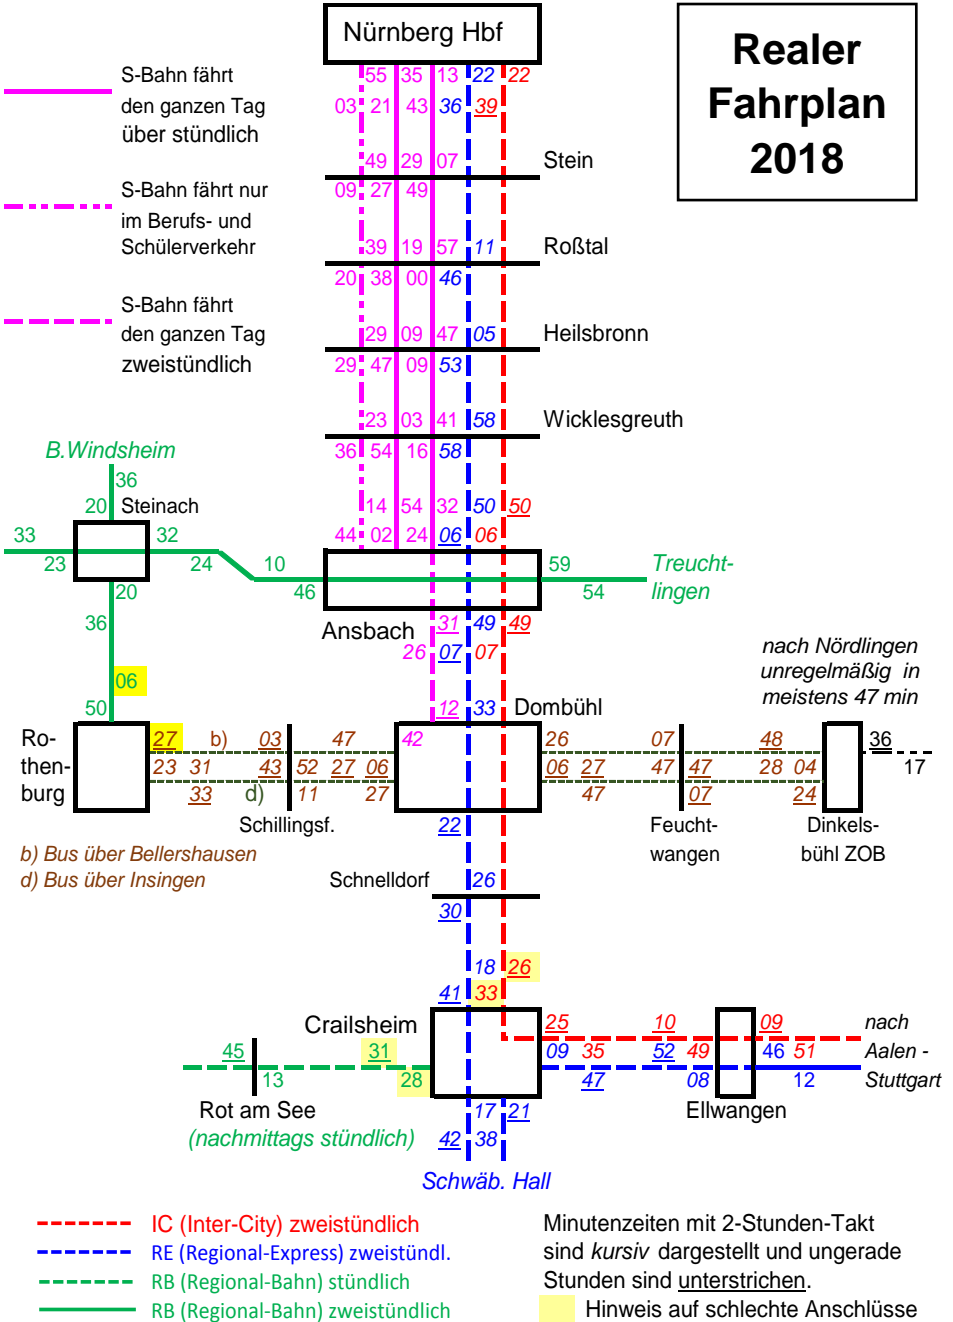 Nürnberg Hbf
Realer
Fahrplan
2018
S-Bahn fährt
den ganzen Tag
über stündlich
55 35 13 22 22
03 21 43 36 39
49 29 07
Stein
S-Bahn fährt nur
im Berufs- und
Schülerverkehr
09 27 49
39 19 57 11
Roßtal
20 38 00 46
S-Bahn fährt
den ganzen Tag
zweistündlich
29 09 47 05
Heilsbronn
29 47 09 53
23 03 41 58
Wicklesgreuth
36 54 16 58
B.Windsheim
36
20
Steinach
14 54 32 50 50
44 02 24 06 06
33
23
32
24
10
46
59
54
Treucht-
lingen
20
36
Ansbach
31 49 49
26 07 07
nach Nördlingen
unregelmäßig in
meistens 47 min
06
50
12 33
Dombühl
Ro-
then-
burg
27 b) 03 47
42
26 07 48
36
23 31 43 52 27 06
06 27 47 47 28 04
17
33 d) 11 27
47 07 24
Schillingsf.
22
Feucht-
wangen
Dinkels-
bühl ZOB
b) Bus über Bellershausen
d) Bus über Insingen
Schnelldorf
26
30
18 26
41 33
Crailsheim
25 10 09
nach
45 31
09 35 52 49 46 51
Aalen -
13 28
47 08 12
Stuttgart
Rot am See
17 21
Ellwangen
(nachmittags stündlich)
42 38
Schwäb. Hall
IC (Inter-City) zweistündlich
RE (Regional-Express) zweistündl.
RB (Regional-Bahn) stündlich
RB (Regional-Bahn) zweistündlich
Minutenzeiten mit 2-Stunden-Takt
sind kursiv dargestellt und ungerade
Stunden sind unterstrichen.
Hinweis auf schlechte Anschlüsse